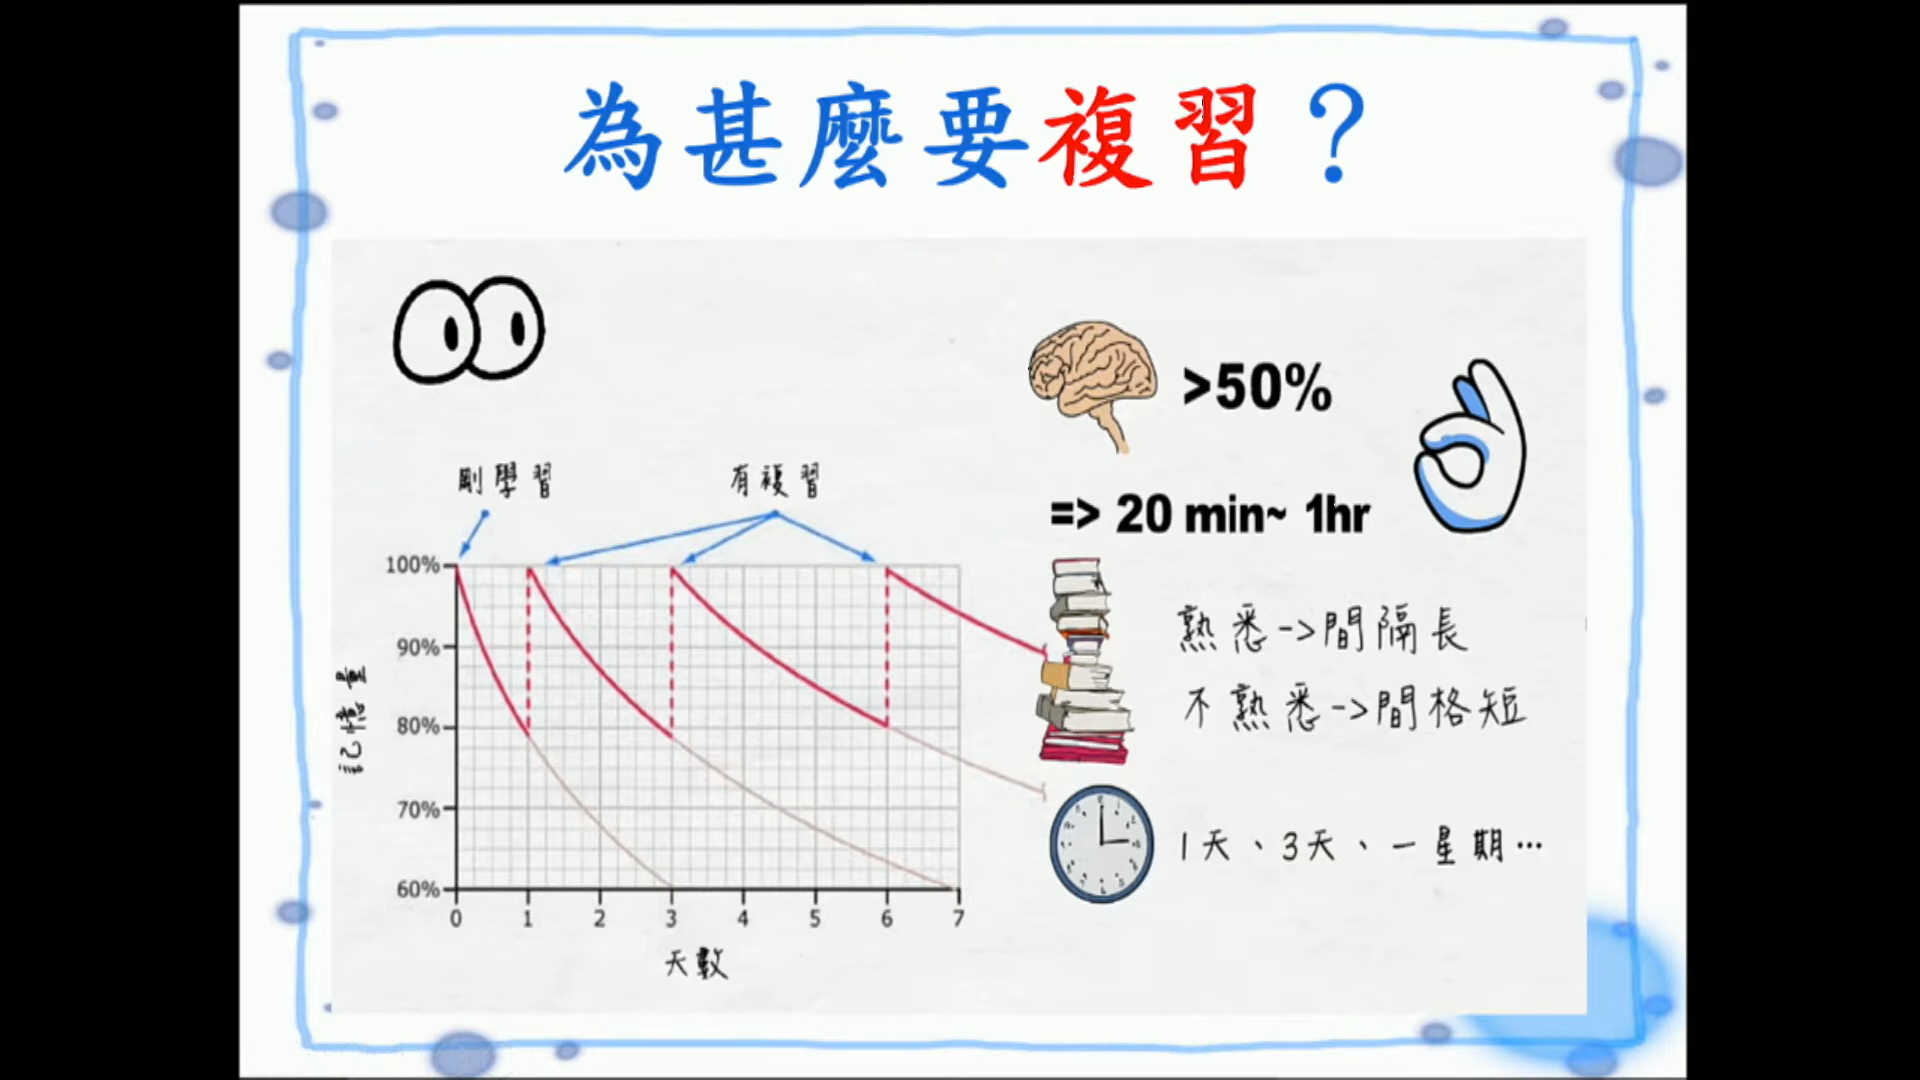 為甚麼要複習?
>50%
=> 20 min~ 1hr
剛學習
有複習
100%
90%
80%
70%
60%
記憶量
0 1 2 3 4 5 6 7
天數
熟悉->間隔長
不熟悉->間格短
1天、3天、一星期…